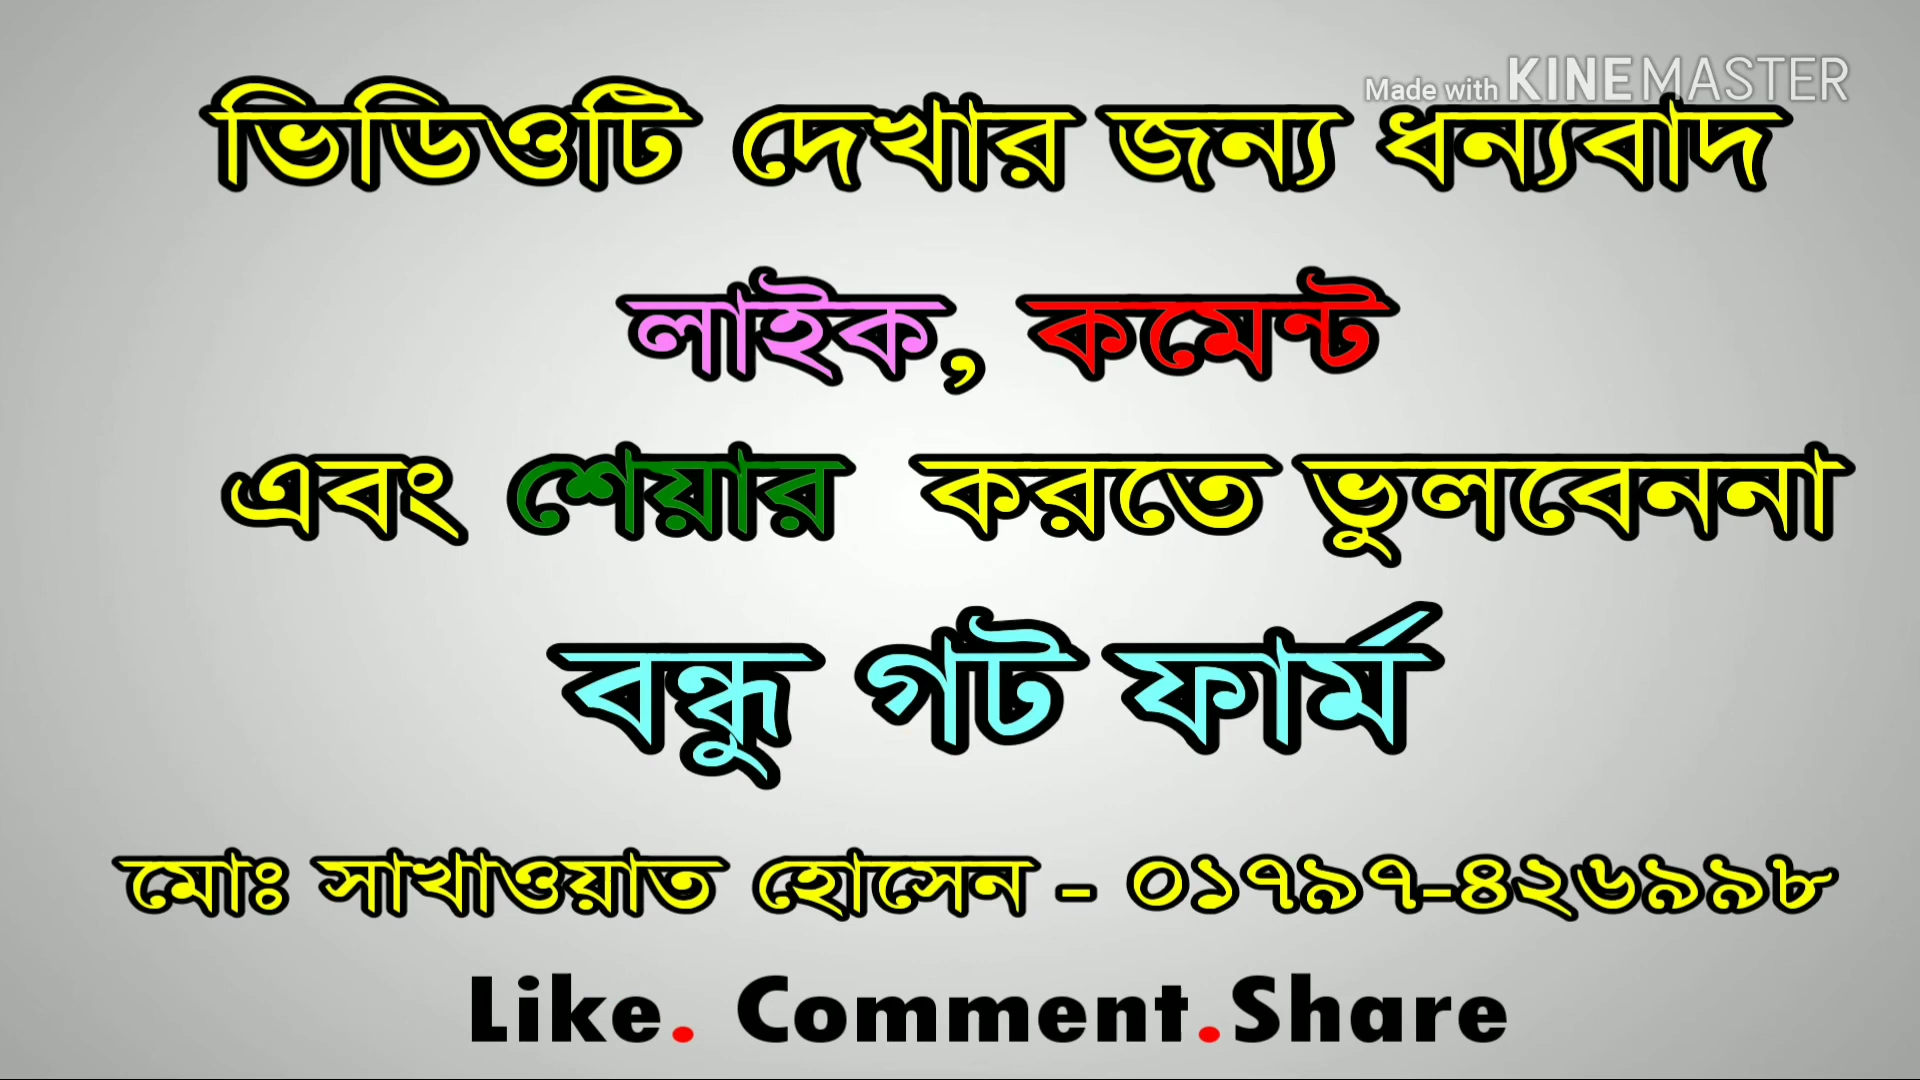 Made with KINEMASTER
ভিডিওটি দেখার জন্য ধন্যবাদ
লাইক, কমেন্ট
এবং শেয়ার করতে ভুলবেননা
বন্ধু গট ফার্ম
মোঃ সাখাওয়াত হোসেন - ০১৭৯৭-৪২৬৯৯৮
Like. Comment.Share